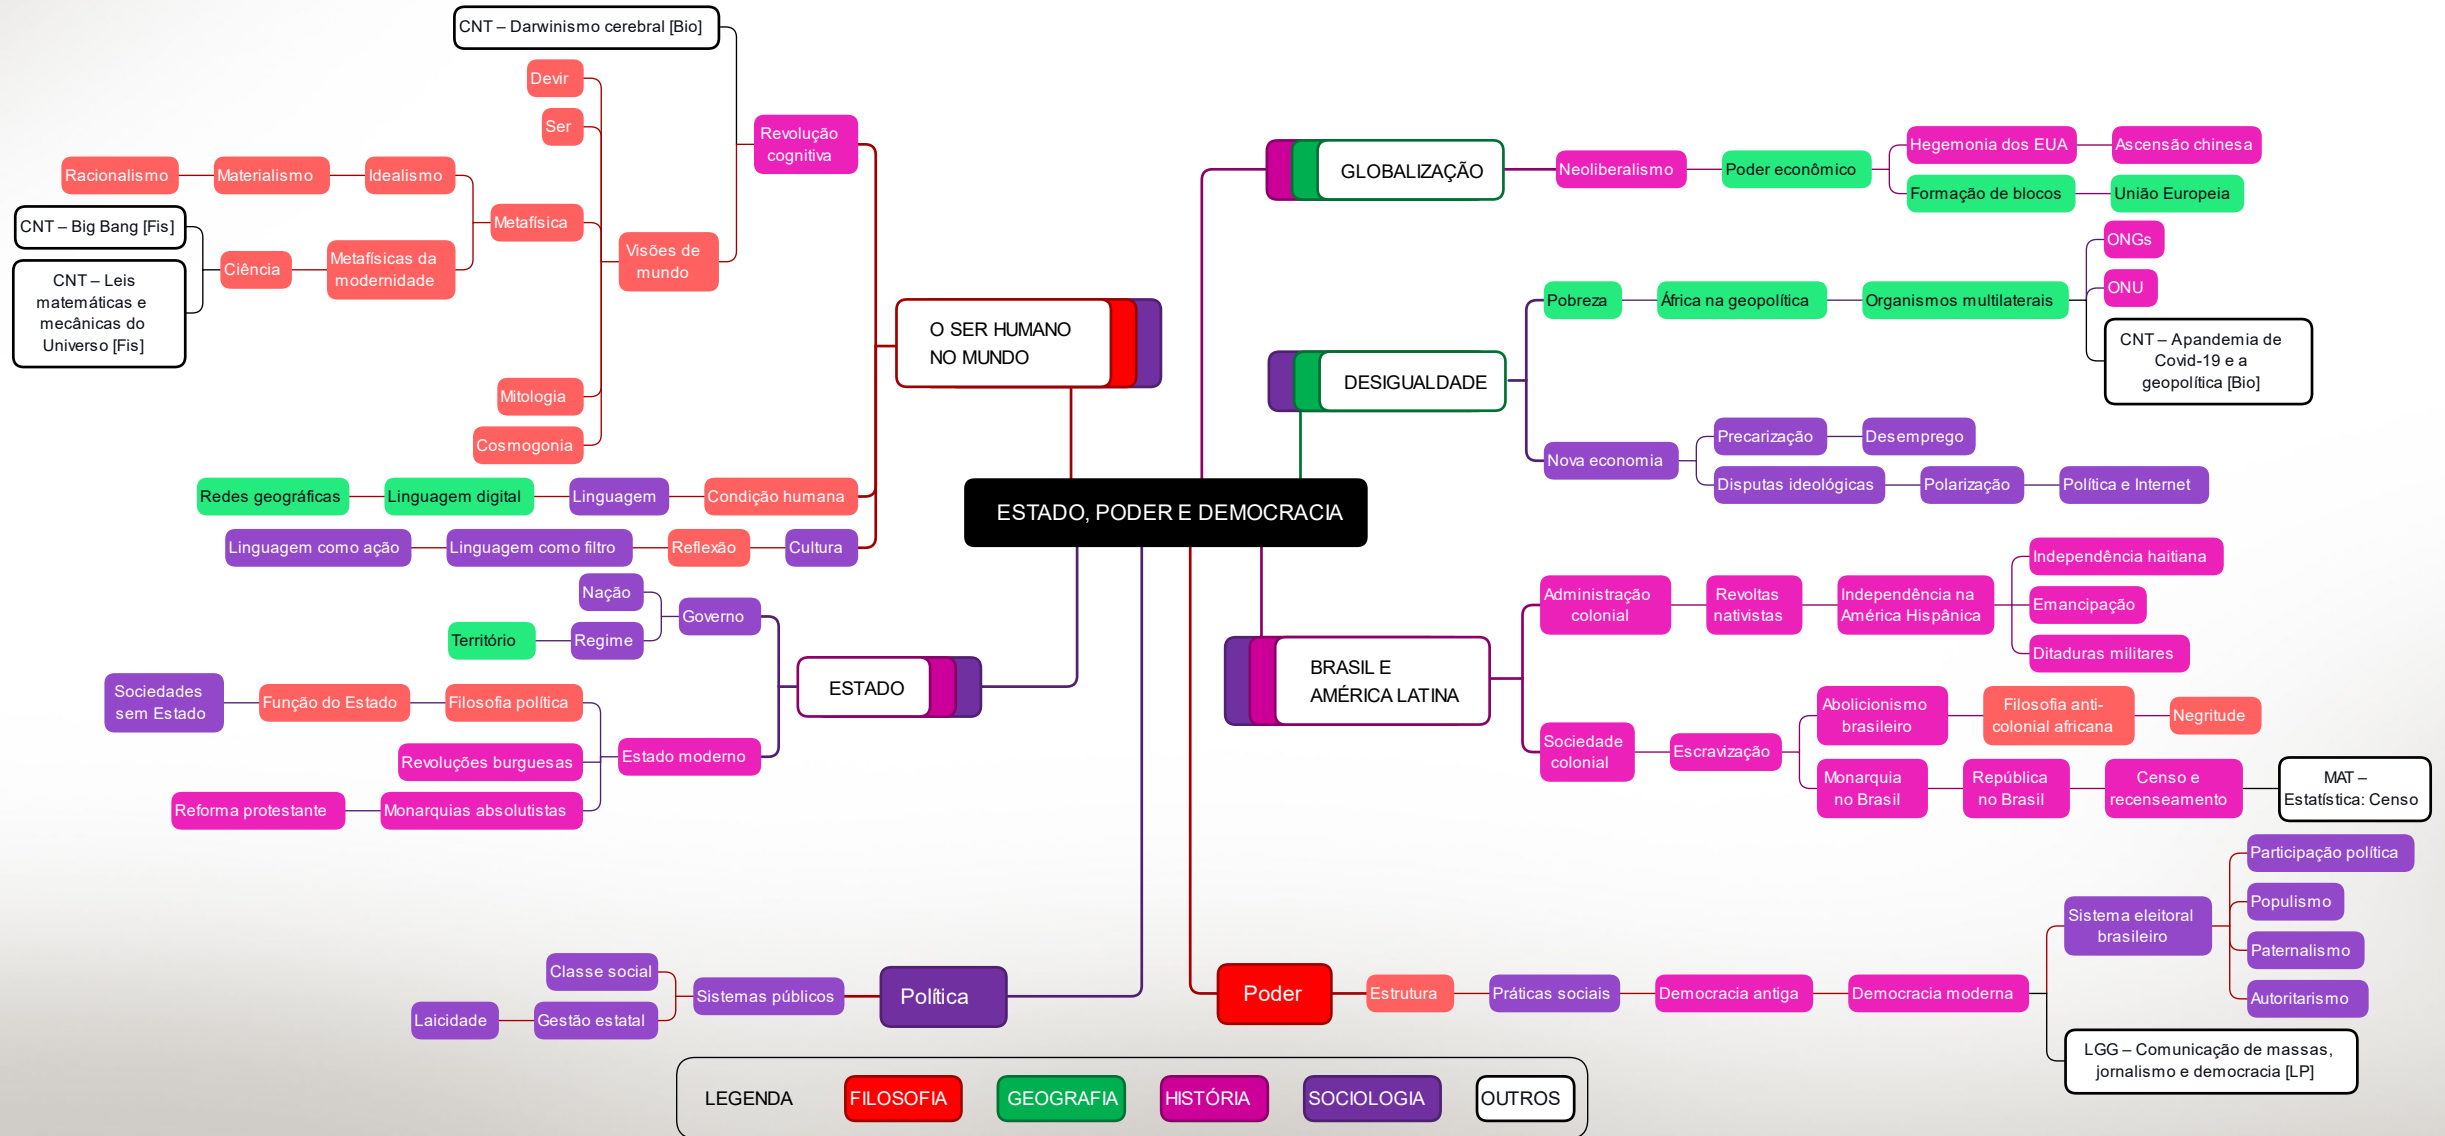 CNT – Darwinismo cerebral [Bio]
Devir
Ser
Revolução
cognitiva
Racionalismo
Materialismo
Idealismo
CNT – Big Bang [Fis]
Metafísica
Visões de
mundo
Ciência
Metafísicas da
modernidade
CNT – Leis
matemáticas e
mecânicas do
Universo [Fis]
O SER HUMANO
NO MUNDO
Mitologia
Cosmogonia
Redes geográficas
Linguagem digital
Linguagem
Condição humana
Linguagem como ação
Linguagem como filtro
Reflexão
Cultura
Nação
Governo
Território
Regime
ESTADO
Sociedades
sem Estado
Função do Estado
Filosofia política
Revoluções burguesas
Estado moderno
Reforma protestante
Monarquias absolutistas
Classe social
Sistemas públicos
Política
Laicidade
Gestão estatal
ESTADO, PODER E DEMOCRACIA
GLOBALIZAÇÃO
Neoliberalismo
Poder econômico
Hegemonia dos EUA
Ascensão chinesa
Formação de blocos
União Europeia
DESIGUALDADE
Pobreza
África na geopolítica
Organismos multilaterais
ONGs
ONU
CNT – Apandemia de
Covid-19 e a
geopolítica [Bio]
Nova economia
Precarização
Desemprego
Disputas ideológicas
Polarização
Política e Internet
BRASIL E
AMÉRICA LATINA
Administração
colonial
Revoltas
nativistas
Independência na
América Hispânica
Independência haitiana
Emancipação
Ditaduras militares
Sociedade
colonial
Escravização
Abolicionismo
brasileiro
Filosofia anti-
colonial africana
Negritude
Monarquia
no Brasil
República
no Brasil
Censo e
recenseamento
MAT –
Estatística: Censo
Poder
Estrutura
Práticas sociais
Democracia antiga
Democracia moderna
Sistema eleitoral
brasileiro
Participação política
Populismo
Paternalismo
Autoritarismo
LGG – Comunicação de massas,
jornalismo e democracia [LP]
LEGENDA
FILOSOFIA
GEOGRAFIA
HISTÓRIA
SOCIOLOGIA
OUTROS